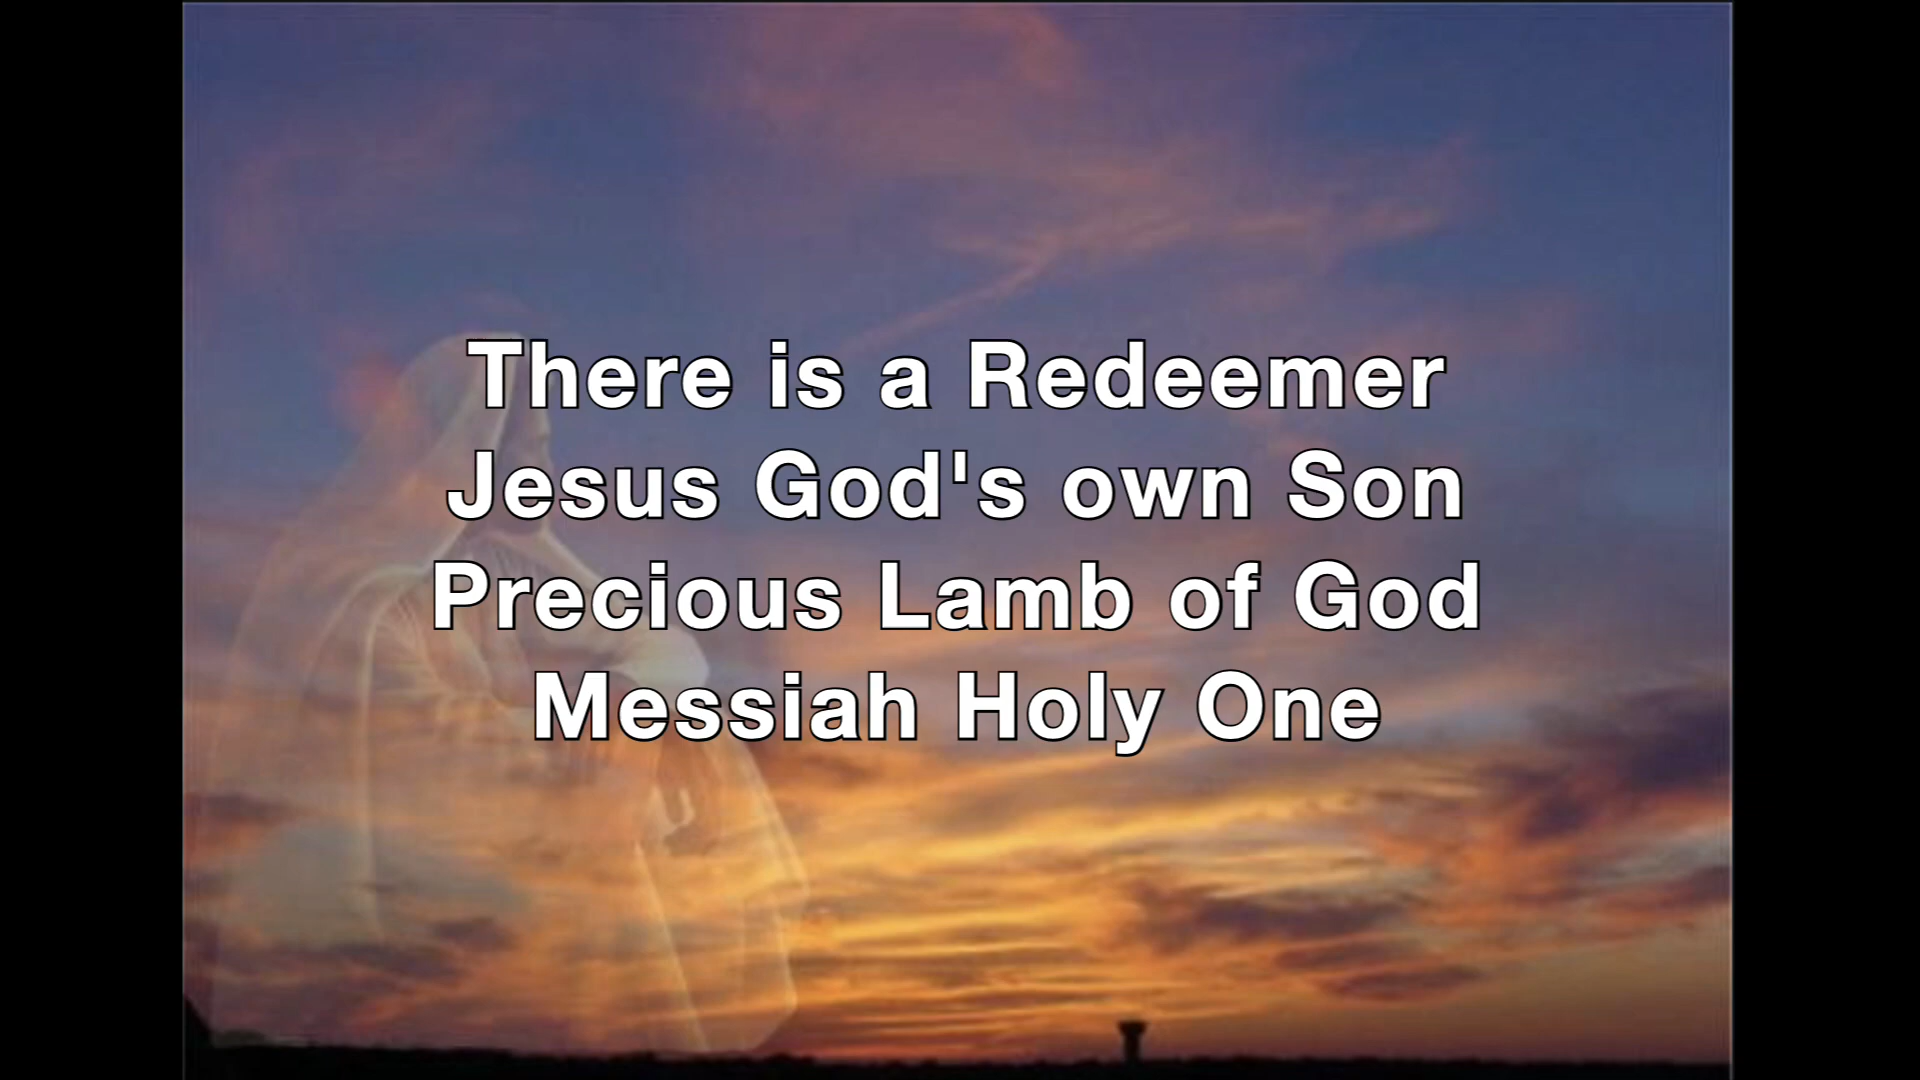 There is a Redeemer
Jesus God's own Son
Precious Lamb of God
Messiah Holy One